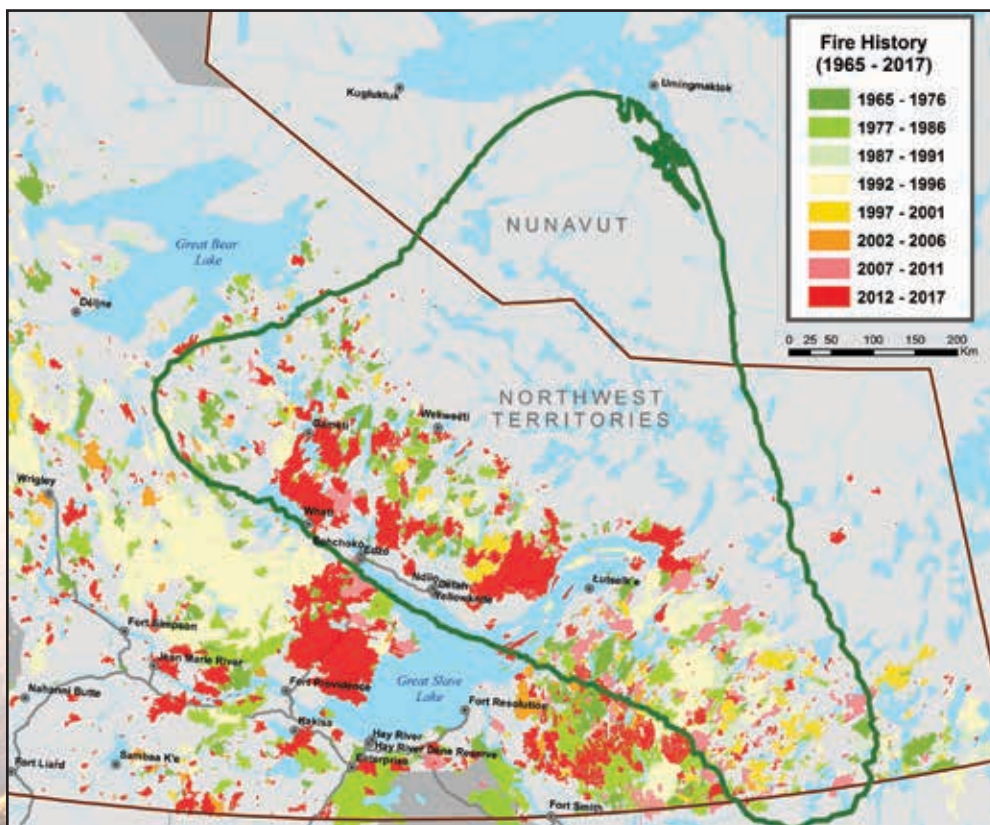 Fire History
(1965 - 2017)
1965 - 1976
1977 - 1986
1987 - 1991
1992 - 1996
1997 - 2001
2002 - 2006
2007 - 2011
2012 - 2017
0 25 50 100 150 200
Km
Kugluktuk
Umingmaktok
NUNAVUT
Great Bear
Lake
Déline
NORTHWEST
TERRITORIES
Wekweètì
Gamètì
Wrigley
Whatì
Behchokò
Edzo
Ndilo
Dettah
Yellowknife
Łutselk'e
Fort Simpson
Jean Marie River
Fort Providence
Great Slave
Lake
Nahanni Butte
Fort Resolution
Kakisa
Hay River
Hay River Dene Reserve
Enterprise
Sambaa K'e
Fort Liard
Fort Smith